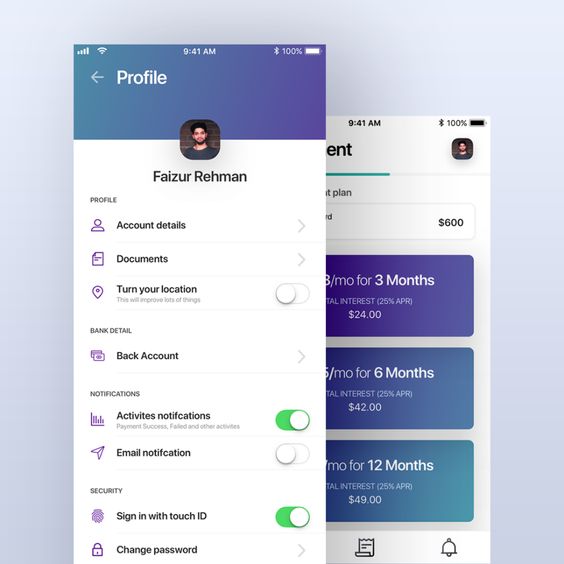 9:41 AM
100%
Profile
Faizur Rehman
PROFILE
Account details
Documents
Turn your location
This will improve lots of things
BANK DETAIL
Back Account
NOTIFICATIONS
Activites notifcations
Payment Success, Failed and other activites
Email notifcation
SECURITY
Sign in with touch ID
Change password
9:41 AM
100%
ent
nt plan
rd
$600
/mo for 3 Months
TAL INTEREST (25% APR)
$24.00
/mo for 6 Months
TAL INTEREST (25% APR)
$42.00
/mo for 12 Months
TAL INTEREST (25% APR)
$49.00